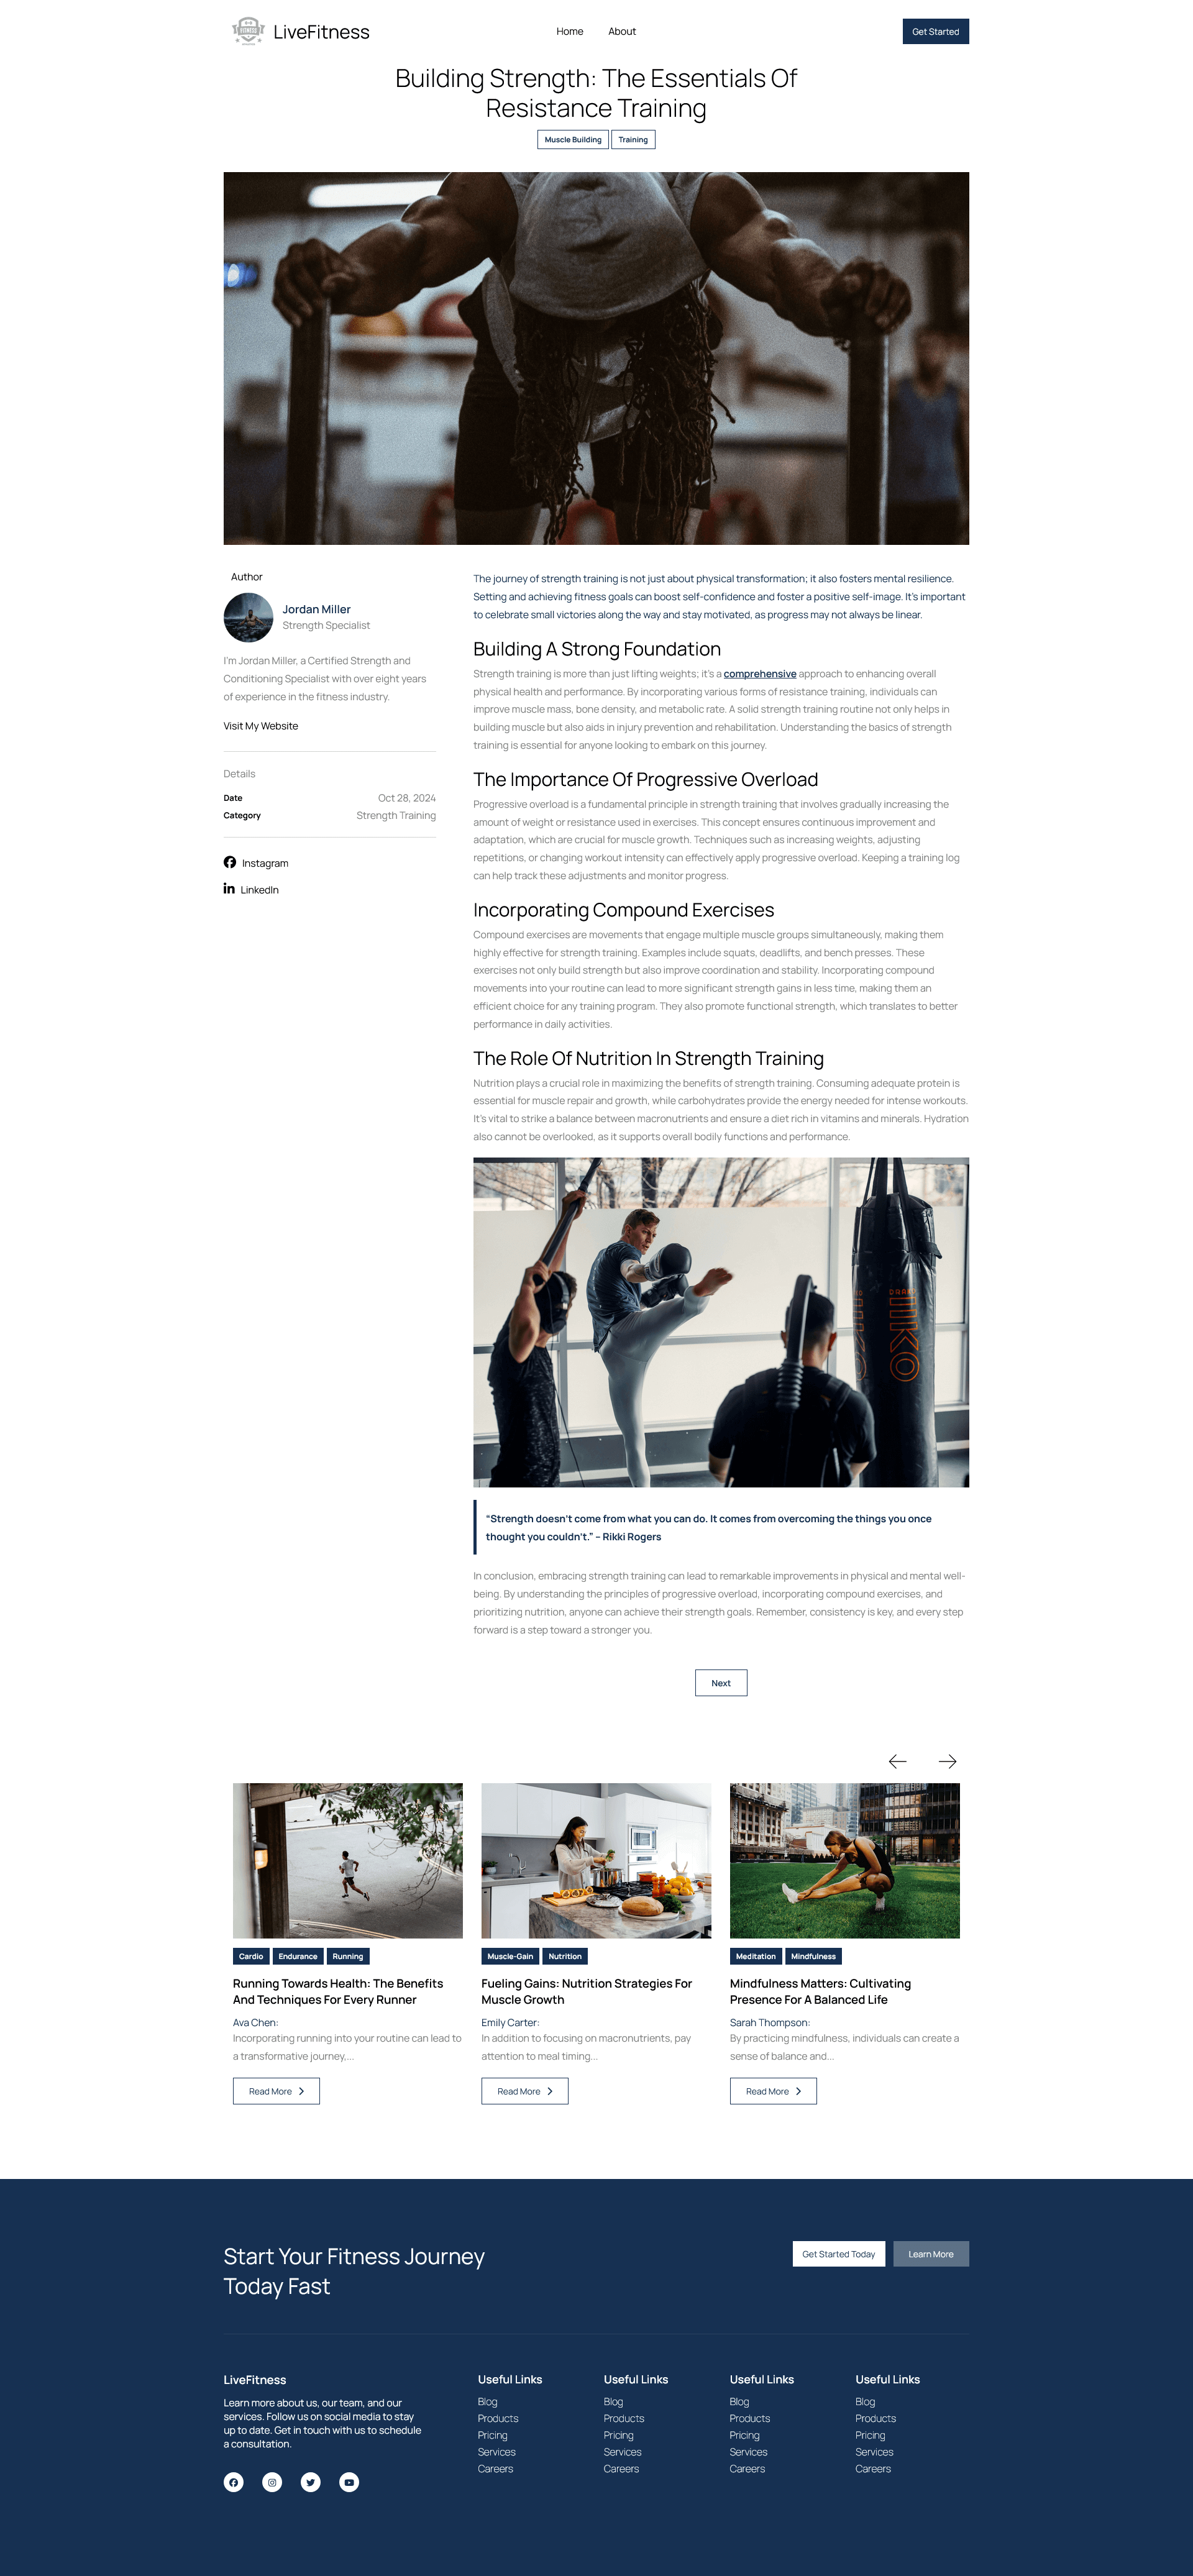 FITNESS
LiveFitness
Home
About
Get Started
Building Strength: The Essentials Of
Resistance Training
Muscle Building
Training
Author
Jordan Miller
Strength Specialist
I'm Jordan Miller, a Certified Strength and
Conditioning Specialist with over eight years
of experience in the fitness industry.
Visit My Website
Details
Date
Oct 28, 2024
Category
Strength Training
Instagram
LinkedIn
The journey of strength training is not just about physical transformation; it also fosters mental resilience.
Setting and achieving fitness goals can boost self-confidence and foster a positive self-image. It's important
to celebrate small victories along the way and stay motivated, as progress may not always be linear.
Building A Strong Foundation
Strength training is more than just lifting weights; it's a comprehensive approach to enhancing overall
physical health and performance. By incorporating various forms of resistance training, individuals can
improve muscle mass, bone density, and metabolic rate. A solid strength training routine not only helps in
building muscle but also aids in injury prevention and rehabilitation. Understanding the basics of strength
training is essential for anyone looking to embark on this journey.
The Importance Of Progressive Overload
Progressive overload is a fundamental principle in strength training that involves gradually increasing the
amount of weight or resistance used in exercises. This concept ensures continuous improvement and
adaptation, which are crucial for muscle growth. Techniques such as increasing weights, adjusting
repetitions, or changing workout intensity can effectively apply progressive overload. Keeping a training log
can help track these adjustments and monitor progress.
Incorporating Compound Exercises
Compound exercises are movements that engage multiple muscle groups simultaneously, making them
highly effective for strength training. Examples include squats, deadlifts, and bench presses. These
exercises not only build strength but also improve coordination and stability. Incorporating compound
movements into your routine can lead to more significant strength gains in less time, making them an
efficient choice for any training program. They also promote functional strength, which translates to better
performance in daily activities.
The Role Of Nutrition In Strength Training
Nutrition plays a crucial role in maximizing the benefits of strength training. Consuming adequate protein is
essential for muscle repair and growth, while carbohydrates provide the energy needed for intense workouts.
It's vital to strike a balance between macronutrients and ensure a diet rich in vitamins and minerals. Hydration
also cannot be overlooked, as it supports overall bodily functions and performance.
“Strength doesn't come from what you can do. It comes from overcoming the things you once
thought you couldn't.” – Rikki Rogers
In conclusion, embracing strength training can lead to remarkable improvements in physical and mental well-
being. By understanding the principles of progressive overload, incorporating compound exercises, and
prioritizing nutrition, anyone can achieve their strength goals. Remember, consistency is key, and every step
forward is a step toward a stronger you.
Next
Cardio
Endurance
Running
Running Towards Health: The Benefits
And Techniques For Every Runner
Ava Chen:
Incorporating running into your routine can lead to
a transformative journey,...
Read More
Muscle-Gain
Nutrition
Fueling Gains: Nutrition Strategies For
Muscle Growth
Emily Carter:
In addition to focusing on macronutrients, pay
attention to meal timing...
Read More
Meditation
Mindfulness
Mindfulness Matters: Cultivating
Presence For A Balanced Life
Sarah Thompson:
By practicing mindfulness, individuals can create a
sense of balance and...
Read More
Start Your Fitness Journey
Today Fast
Get Started Today
Learn More
LiveFitness
Learn more about us, our team, and our
services. Follow us on social media to stay
up to date. Get in touch with us to schedule
a consultation.
Useful Links
Blog
Products
Pricing
Services
Careers
Useful Links
Blog
Products
Pricing
Services
Careers
Useful Links
Blog
Products
Pricing
Services
Careers
Useful Links
Blog
Products
Pricing
Services
Careers